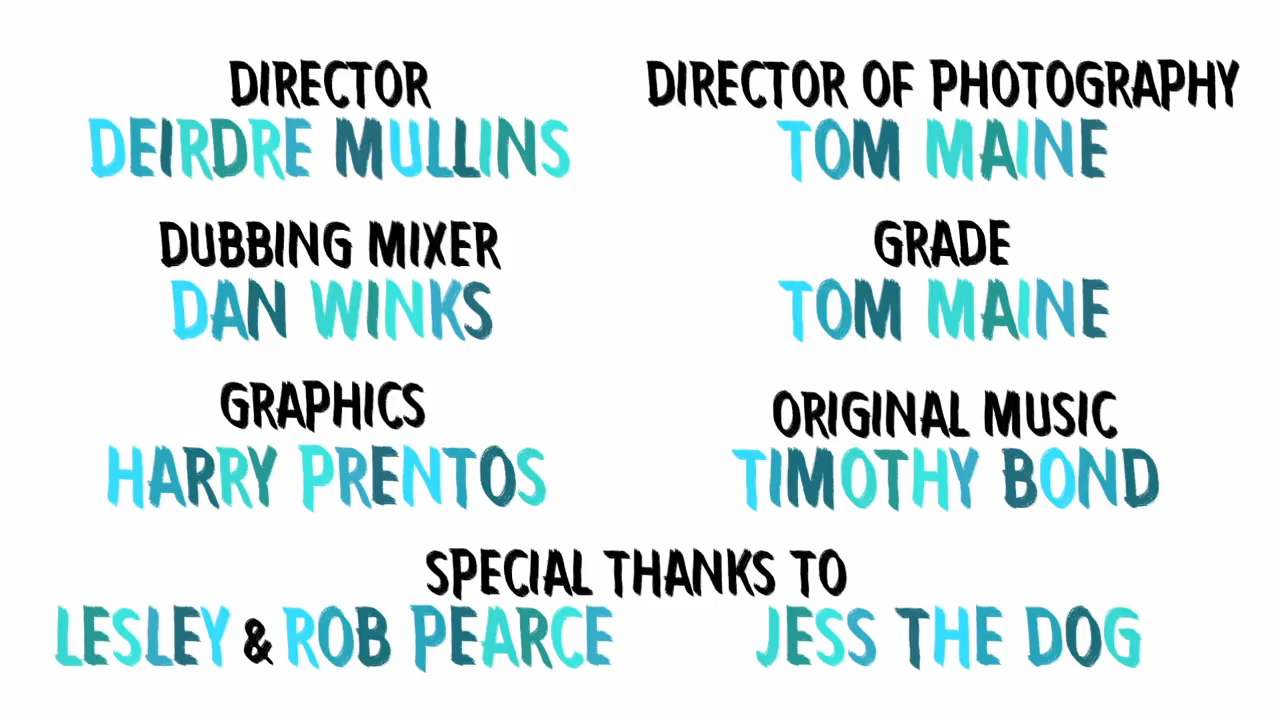 DIRECTOR
DEIRDRE MULLINS
DIRECTOR OF PHOTOGRAPHY
TOM MAINE
DUBBING MIXER
DAN WINKS
GRADE
TOM MAINE
GRAPHICS
HARRY PRENTOS
ORIGINAL MUSIC
TIMOTHY BOND
SPECIAL THANKS TO
LESLEY & ROB PEARCE
JESS THE DOG